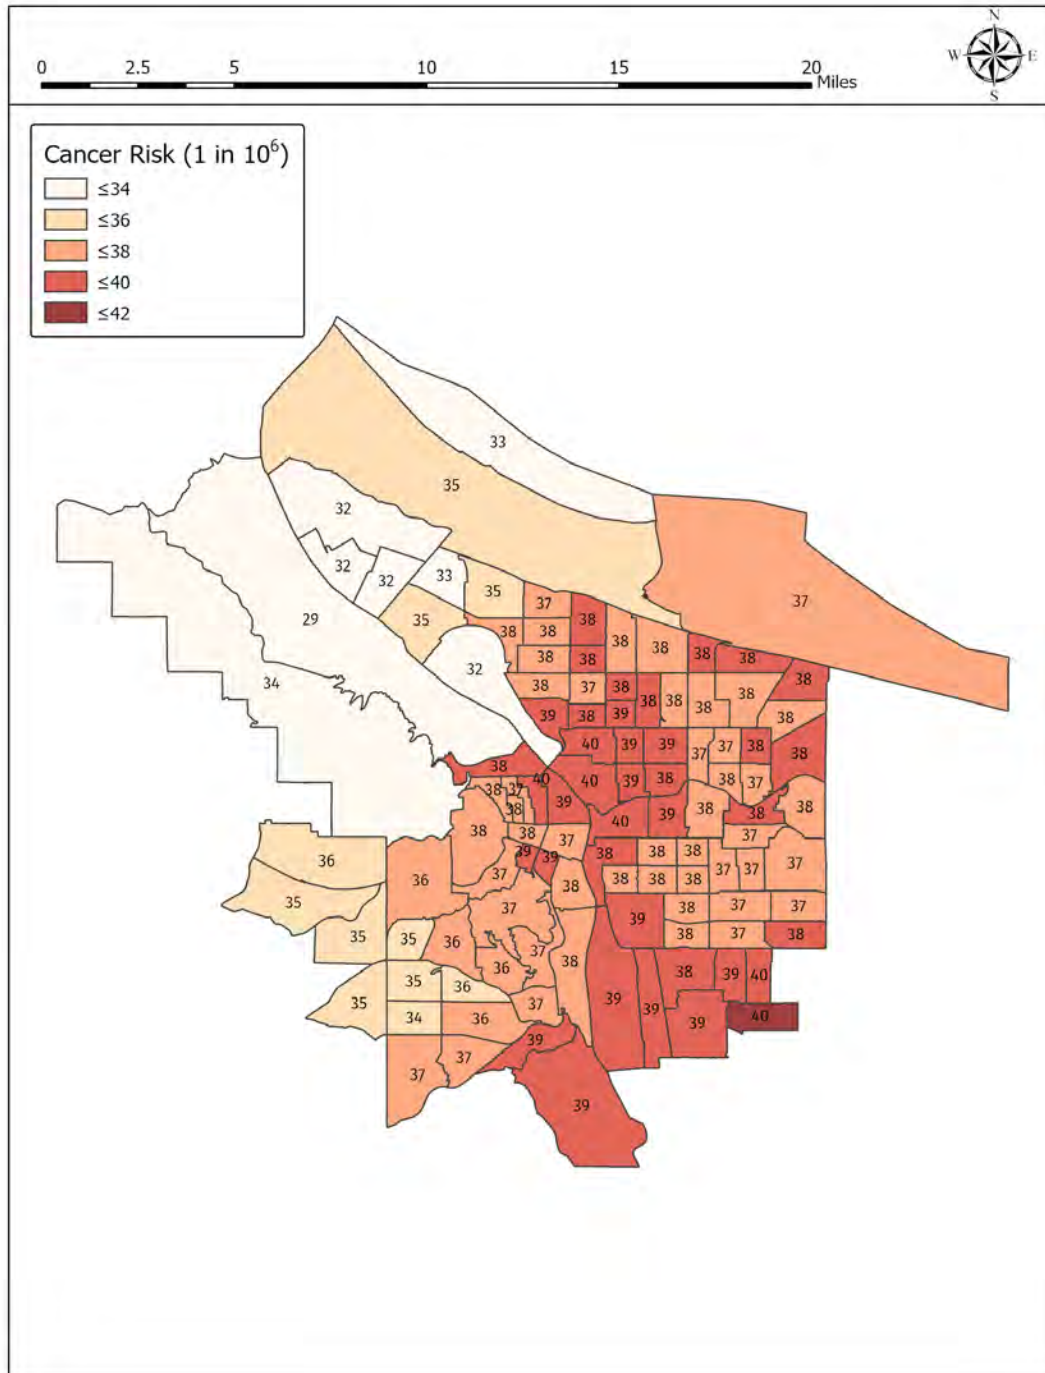 N
W E
S
0 2.5 5 10 15 20
Miles
Cancer Risk (1 in 10⁶)
≤34
≤36
≤38
≤40
≤42
33
35
32
32 32 33 35 37 38
37
29 35 38 38 38 38 38 38
34 32 38 38 38
38 37 38 38 38 38 38
39 38 39 38
40 39 39 37 37 38 38
38 40 40 39 38 38 37
38 37 38 39 40 39 38 38 38
38 38 37 37
36 39 39 38 38 38 37 37 37
36 37 38 38 38 38
35 37 39 38 37 37
35 35 36 37 38 38 37 38
36 38 39 40
35 35 36 37 39 39 40
34 36 39 39
37 37
39